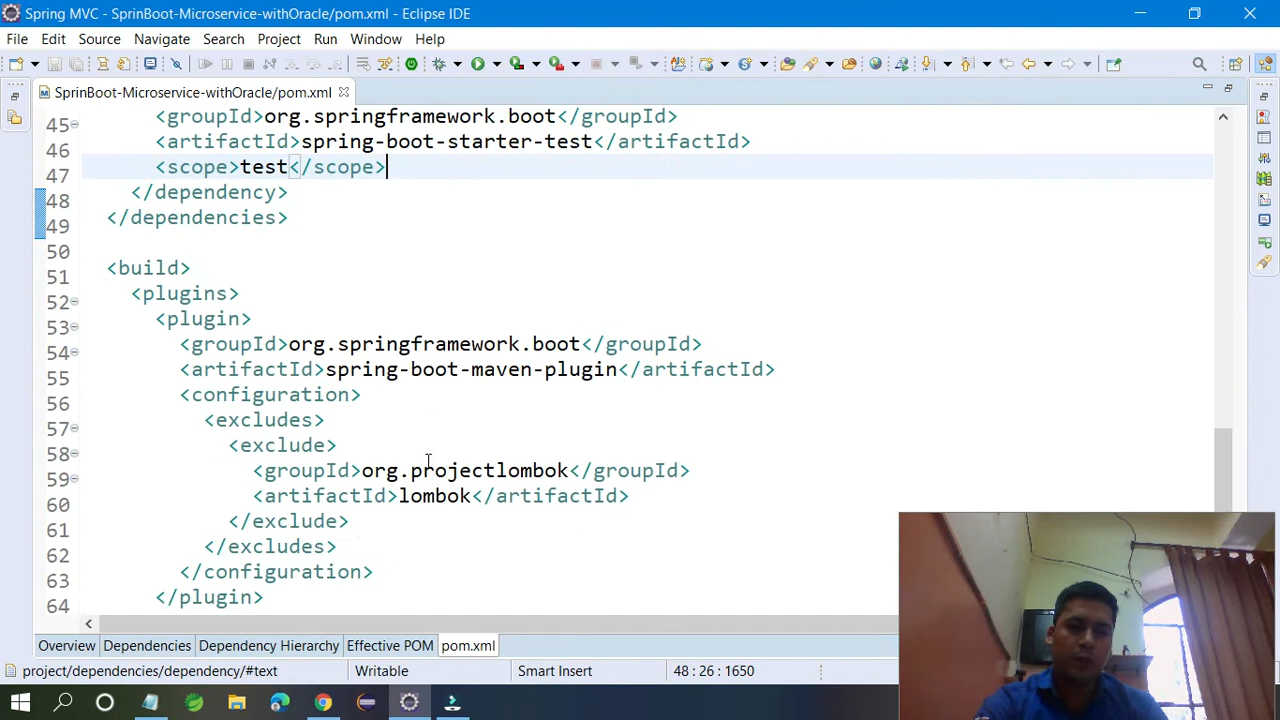 Spring MVC - SprinBoot-Microservice-withOracle/pom.xml - Eclipse IDE
File Edit Source Navigate Search Project Run Window Help
SprinBoot-Microservice-withOracle/pom.xml
45 <groupId>org.springframework.boot</groupId>
46 <artifactId>spring-boot-starter-test</artifactId>
47 <scope>test</scope>
48 </dependency>
49 </dependencies>
50
51 <build>
52 <plugins>
53 <plugin>
54 <groupId>org.springframework.boot</groupId>
55 <artifactId>spring-boot-maven-plugin</artifactId>
56 <configuration>
57 <excludes>
58 <exclude>
59 <groupId>org.projectlombok</groupId>
60 <artifactId>lombok</artifactId>
61 </exclude>
62 </excludes>
63 </configuration>
64 </plugin>
Overview Dependencies Dependency Hierarchy Effective POM pom.xml
project/dependencies/dependency/#text Writable Smart Insert 48 : 26 : 1650